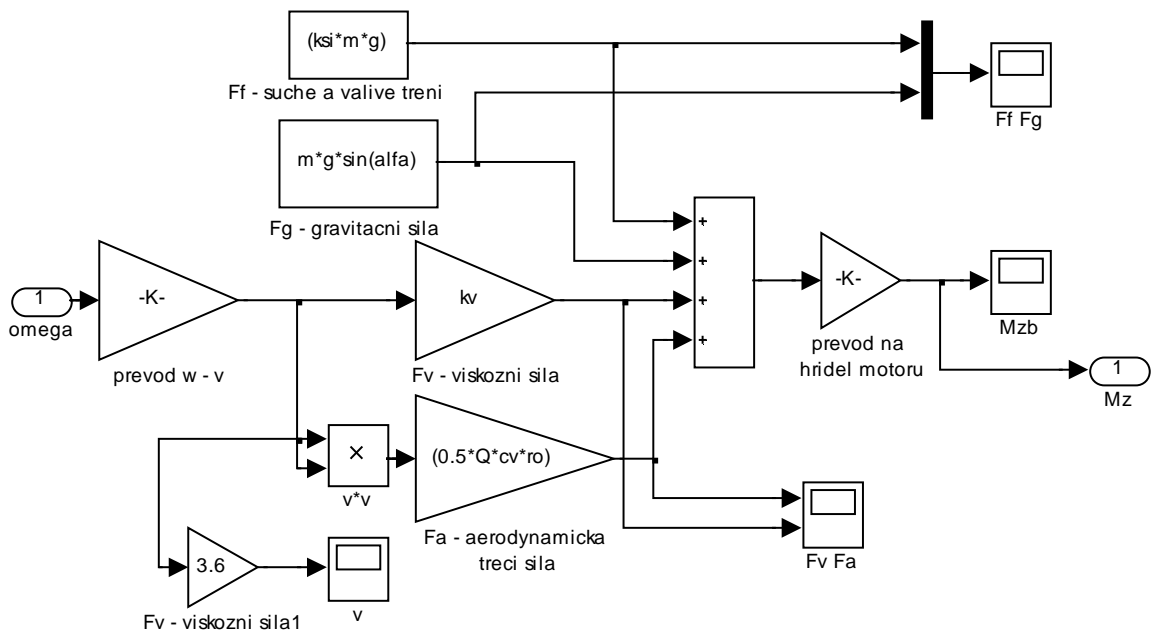 (ksi*m*g)
Ff - suche a valive treni
Ff Fg
m*g*sin(alfa)
Fg - gravitacni sila
+
+
+
+
1
omega
-K-
prevod w - v
kv
Fv - viskozni sila
-K-
prevod na
hridel motoru
Mzb
1
Mz
×
v*v
(0.5*Q*cv*ro)
Fa - aerodynamicka
treci sila
Fv Fa
3.6
Fv - viskozni sila1
v